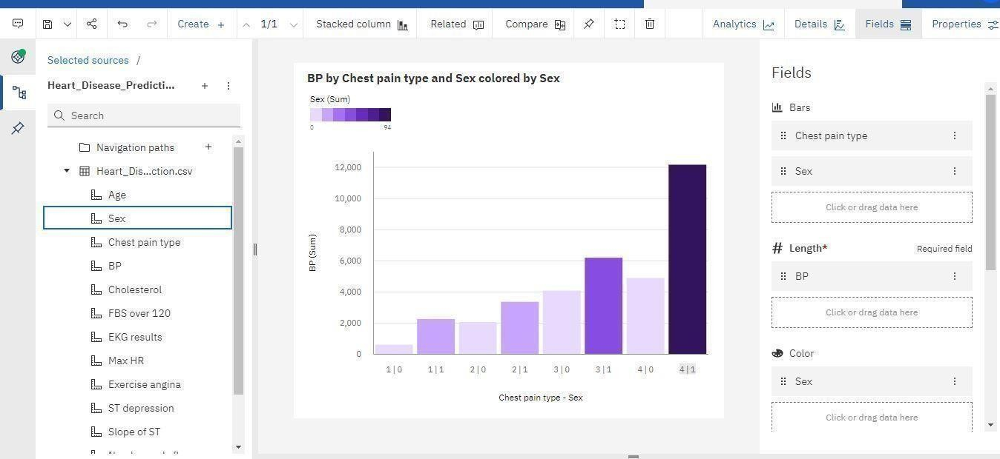 Create +
1/1
Stacked column
Related
Compare
Analytics
Details
Fields
Properties
Selected sources /
Heart_Disease_Predicti...
Search
Navigation paths
Heart_Dis...ction.csv
Age
Sex
Chest pain type
BP
Cholesterol
FBS over 120
EKG results
Max HR
Exercise angina
ST depression
Slope of ST
BP by Chest pain type and Sex colored by Sex
Sex (Sum)
0 94
BP (Sum)
12,000
10,000
8,000
6,000
4,000
2,000
0
1 | 0 1 | 1 2 | 0 2 | 1 3 | 0 3 | 1 4 | 0 4 | 1
Chest pain type - Sex
Fields
Bars
Chest pain type
Sex
Click or drag data here
# Length* Required field
BP
Click or drag data here
Color
Sex
Click or drag data here